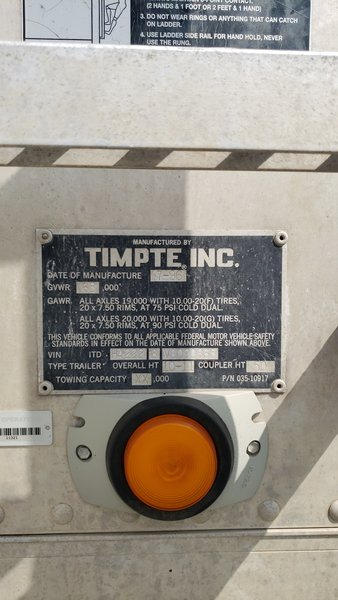 (2 HANDS & 1 FOOT OR 2 FEET & 1 HAND)
3. DO NOT WEAR RINGS OR ANYTHING THAT CAN CATCH
ON LADDER.
4. USE LADDER SIDE RAIL FOR HAND HOLD, NEVER
USE THE RUNG.
MANUFACTURED BY
TIMPTE, INC.
DATE OF MANUFACTURE
GVWR ,000
GAWR. ALL AXLES 19,000 WITH 10.00-20(F) TIRES,
20 x 7.50 RIMS, AT 75 PSI COLD DUAL.
ALL AXLES 20,000 WITH 10.00-20(G) TIRES,
20 x 7.50 RIMS, AT 90 PSI COLD DUAL.
THIS VEHICLE CONFORMS TO ALL APPLICABLE FEDERAL MOTOR VEHICLE SAFETY
STANDARDS IN EFFECT ON THE DATE OF MANUFACTURE SHOWN ABOVE.
VIN ITD
TYPE TRAILER OVERALL HT COUPLER HT
TOWING CAPACITY ,000 P/N 035-10917
11321